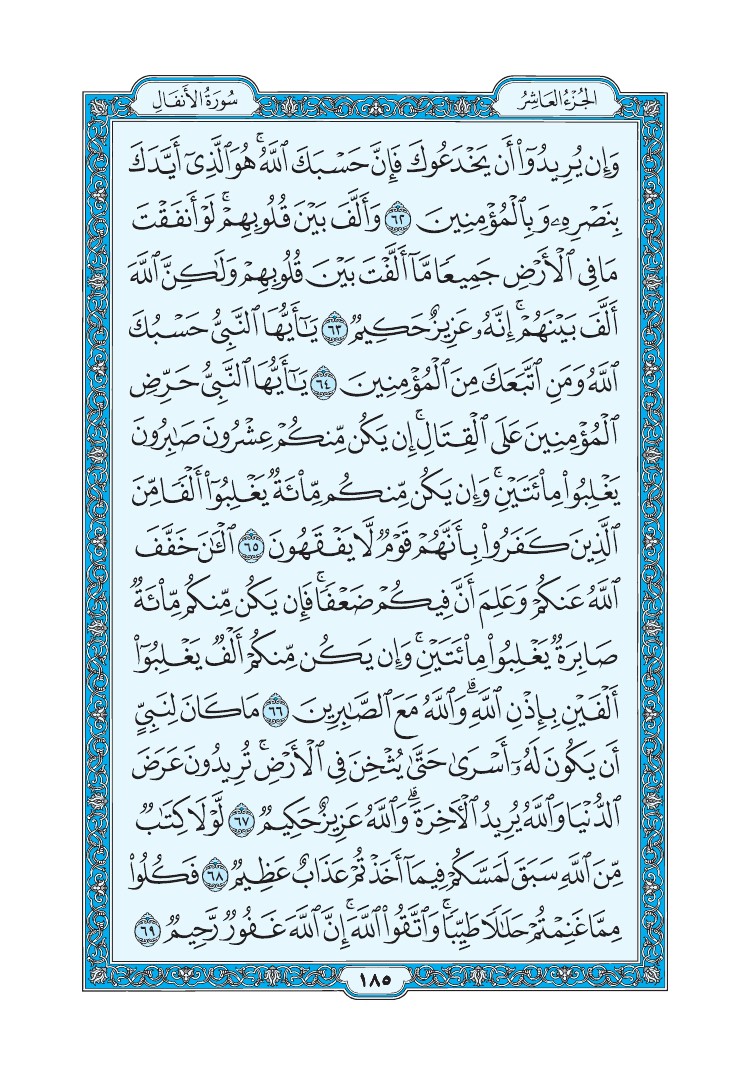 الجُزْءُ العَاشِرُ
سُورَةُ الأَنفَالِ
وَإِن يُرِيدُوٓاْ أَن يَخۡدَعُوكَ فَإِنَّ حَسۡبَكَ ٱللَّهُۚ هُوَ ٱلَّذِيٓ أَيَّدَكَ
بِنَصۡرِهِۦ وَبِٱلۡمُؤۡمِنِينَ ٦٢ وَأَلَّفَ بَيۡنَ قُلُوبِهِمۡۚ لَوۡ أَنفَقۡتَ
مَا فِي ٱلۡأَرۡضِ جَمِيعٗا مَّآ أَلَّفۡتَ بَيۡنَ قُلُوبِهِمۡ وَلَٰكِنَّ ٱللَّهَ
أَلَّفَ بَيۡنَهُمۡۚ إِنَّهُۥ عَزِيزٌ حَكِيمٞ ٦٣ يَٰٓأَيُّهَا ٱلنَّبِيُّ حَسۡبُكَ
ٱللَّهُ وَمَنِ ٱتَّبَعَكَ مِنَ ٱلۡمُؤۡمِنِينَ ٦٤ يَٰٓأَيُّهَا ٱلنَّبِيُّ حَرِّضِ
ٱلۡمُؤۡمِنِينَ عَلَى ٱلۡقِتَالِۚ إِن يَكُن مِّنكُمۡ عِشۡرُونَ صَٰبِرُونَ
يَغۡلِبُواْ مِاْئَتَيۡنِۚ وَإِن يَكُن مِّنكُم مِّاْئَةٞ يَغۡلِبُوٓاْ أَلۡفٗا مِّنَ
ٱلَّذِينَ كَفَرُواْ بِأَنَّهُمۡ قَوۡمٞ لَّا يَفۡقَهُونَ ٦٥ ٱلۡـَٰٔنَ خَفَّفَ
ٱللَّهُ عَنكُمۡ وَعَلِمَ أَنَّ فِيكُمۡ ضَعۡفٗاۚ فَإِن يَكُن مِّنكُم مِّاْئَةٞ
صَابِرَةٞ يَغۡلِبُواْ مِاْئَتَيۡنِۚ وَإِن يَكُن مِّنكُمۡ أَلۡفٞ يَغۡلِبُوٓاْ
أَلۡفَيۡنِ بِإِذۡنِ ٱللَّهِۗ وَٱللَّهُ مَعَ ٱلصَّٰبِرِينَ ٦٦ مَا كَانَ لِنَبِيٍّ
أَن يَكُونَ لَهُۥٓ أَسۡرَىٰ حَتَّىٰ يُثۡخِنَ فِي ٱلۡأَرۡضِۚ تُرِيدُونَ عَرَضَ
ٱلدُّنۡيَا وَٱللَّهُ يُرِيدُ ٱلۡأٓخِرَةَۗ وَٱللَّهُ عَزِيزٌ حَكِيمٞ ٦٧ لَّوۡلَا كِتَٰبٞ
مِّنَ ٱللَّهِ سَبَقَ لَمَسَّكُمۡ فِيمَآ أَخَذۡتُمۡ عَذَابٌ عَظِيمٞ ٦٨ فَكُلُواْ
مِمَّا غَنِمۡتُمۡ حَلَٰلٗا طَيِّبٗاۚ وَٱتَّقُواْ ٱللَّهَۚ إِنَّ ٱللَّهَ غَفُورٞ رَّحِيمٞ ٦٩
١٨٥